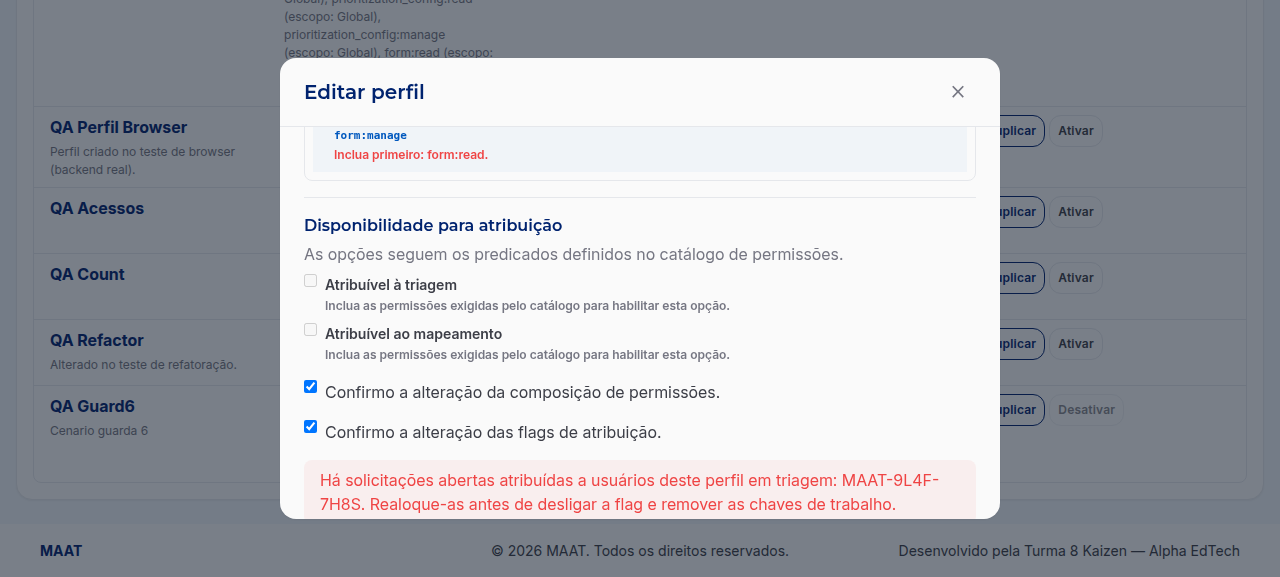 Global), prioritization_config:read
(escopo: Global),
prioritization_config:manage
(escopo: Global), form:read (escopo:
Editar perfil
form:manage
Inclua primeiro: form:read.
QA Perfil Browser
Perfil criado no teste de browser
(backend real).
uplicar Ativar
QA Acessos
uplicar Ativar
Disponibilidade para atribuição
As opções seguem os predicados definidos no catálogo de permissões.
QA Count
uplicar Ativar
Atribuível à triagem
Inclua as permissões exigidas pelo catálogo para habilitar esta opção.
Atribuível ao mapeamento
Inclua as permissões exigidas pelo catálogo para habilitar esta opção.
QA Refactor
Alterado no teste de refatoração.
uplicar Ativar
Confirmo a alteração da composição de permissões.
QA Guard6
Cenario guarda 6
uplicar Desativar
Confirmo a alteração das flags de atribuição.
Há solicitações abertas atribuídas a usuários deste perfil em triagem: MAAT-9L4F-
7H8S. Realoque-as antes de desligar a flag e remover as chaves de trabalho.
MAAT
© 2026 MAAT. Todos os direitos reservados.
Desenvolvido pela Turma 8 Kaizen — Alpha EdTech